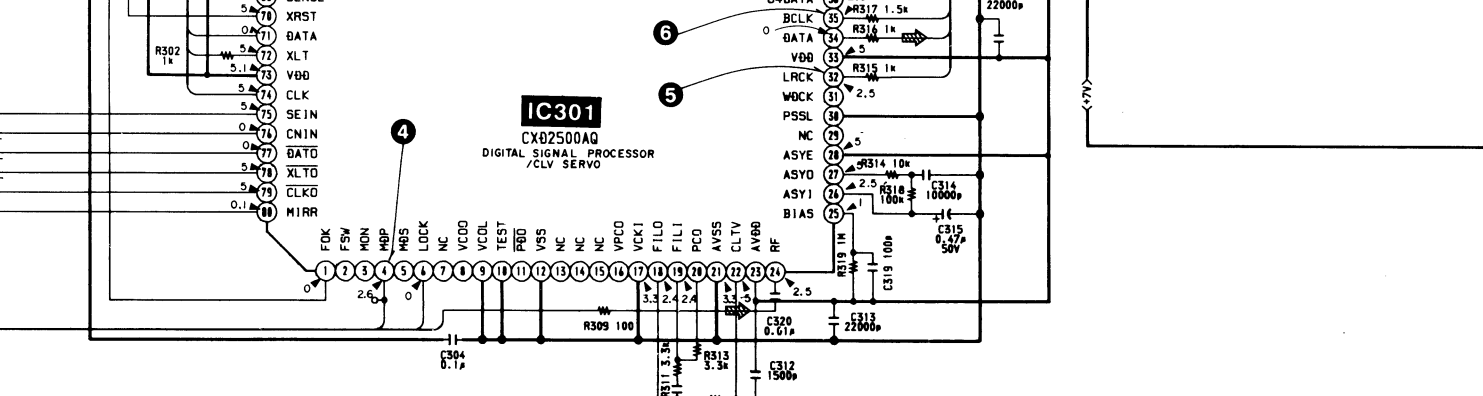 70 XRST
71 DATA
72 XLT
73 VDD
74 CLK
75 SEIN
76 CNIN
77 DATO
78 XLTO
79 CLKO
80 MIRR
5
0
5
5.1
5
5
0
0
5
5
0.1
R302
1k
4
IC301
CXD2500AQ
DIGITAL SIGNAL PROCESSOR
/CLV SERVO
6
5
BCLK 35 R317 1.5k
0 DATA 34 R316 1k
VDD 33 5
LRCK 32 R315 1k
WDCK 31 2.5
PSSL 30
NC 29
ASYE 28 5
ASYO 27 R314 10k
ASYI 26 2.5
BIAS 25 1
R318
100k
C314
10000p
C315
0.47µ
50V
22000p
<+7V>
FOK FSW MON MDP MDS LOCK NC VCOO VCOL TEST PDO VSS NC NC NC VPCO VCKI FILO FILI PCO AVSS CLTV AVDD RF
1 2 3 4 5 6 7 8 9 10 11 12 13 14 15 16 17 18 19 20 21 22 23 24
0 2.6 0 3.3 2.4 2.4 3.3 5 2.5
R319 1M
C319 100p
R309 100
C320
0.01µ
C313
22000p
C304
0.1µ
R311 3.3k
R313
3.3k
C312
1500p